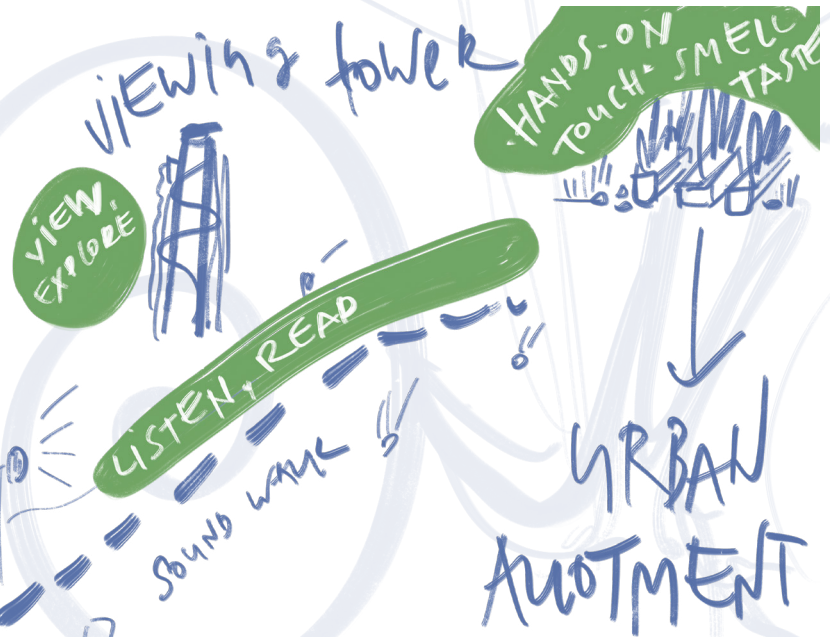 viEwing towER
HANDS-ON
TOUCH· SMELL
TASTE
viEW,
EXPLORE,
LiSTEN, READ
SOUND WALK
URBAN
ALLOTMENT